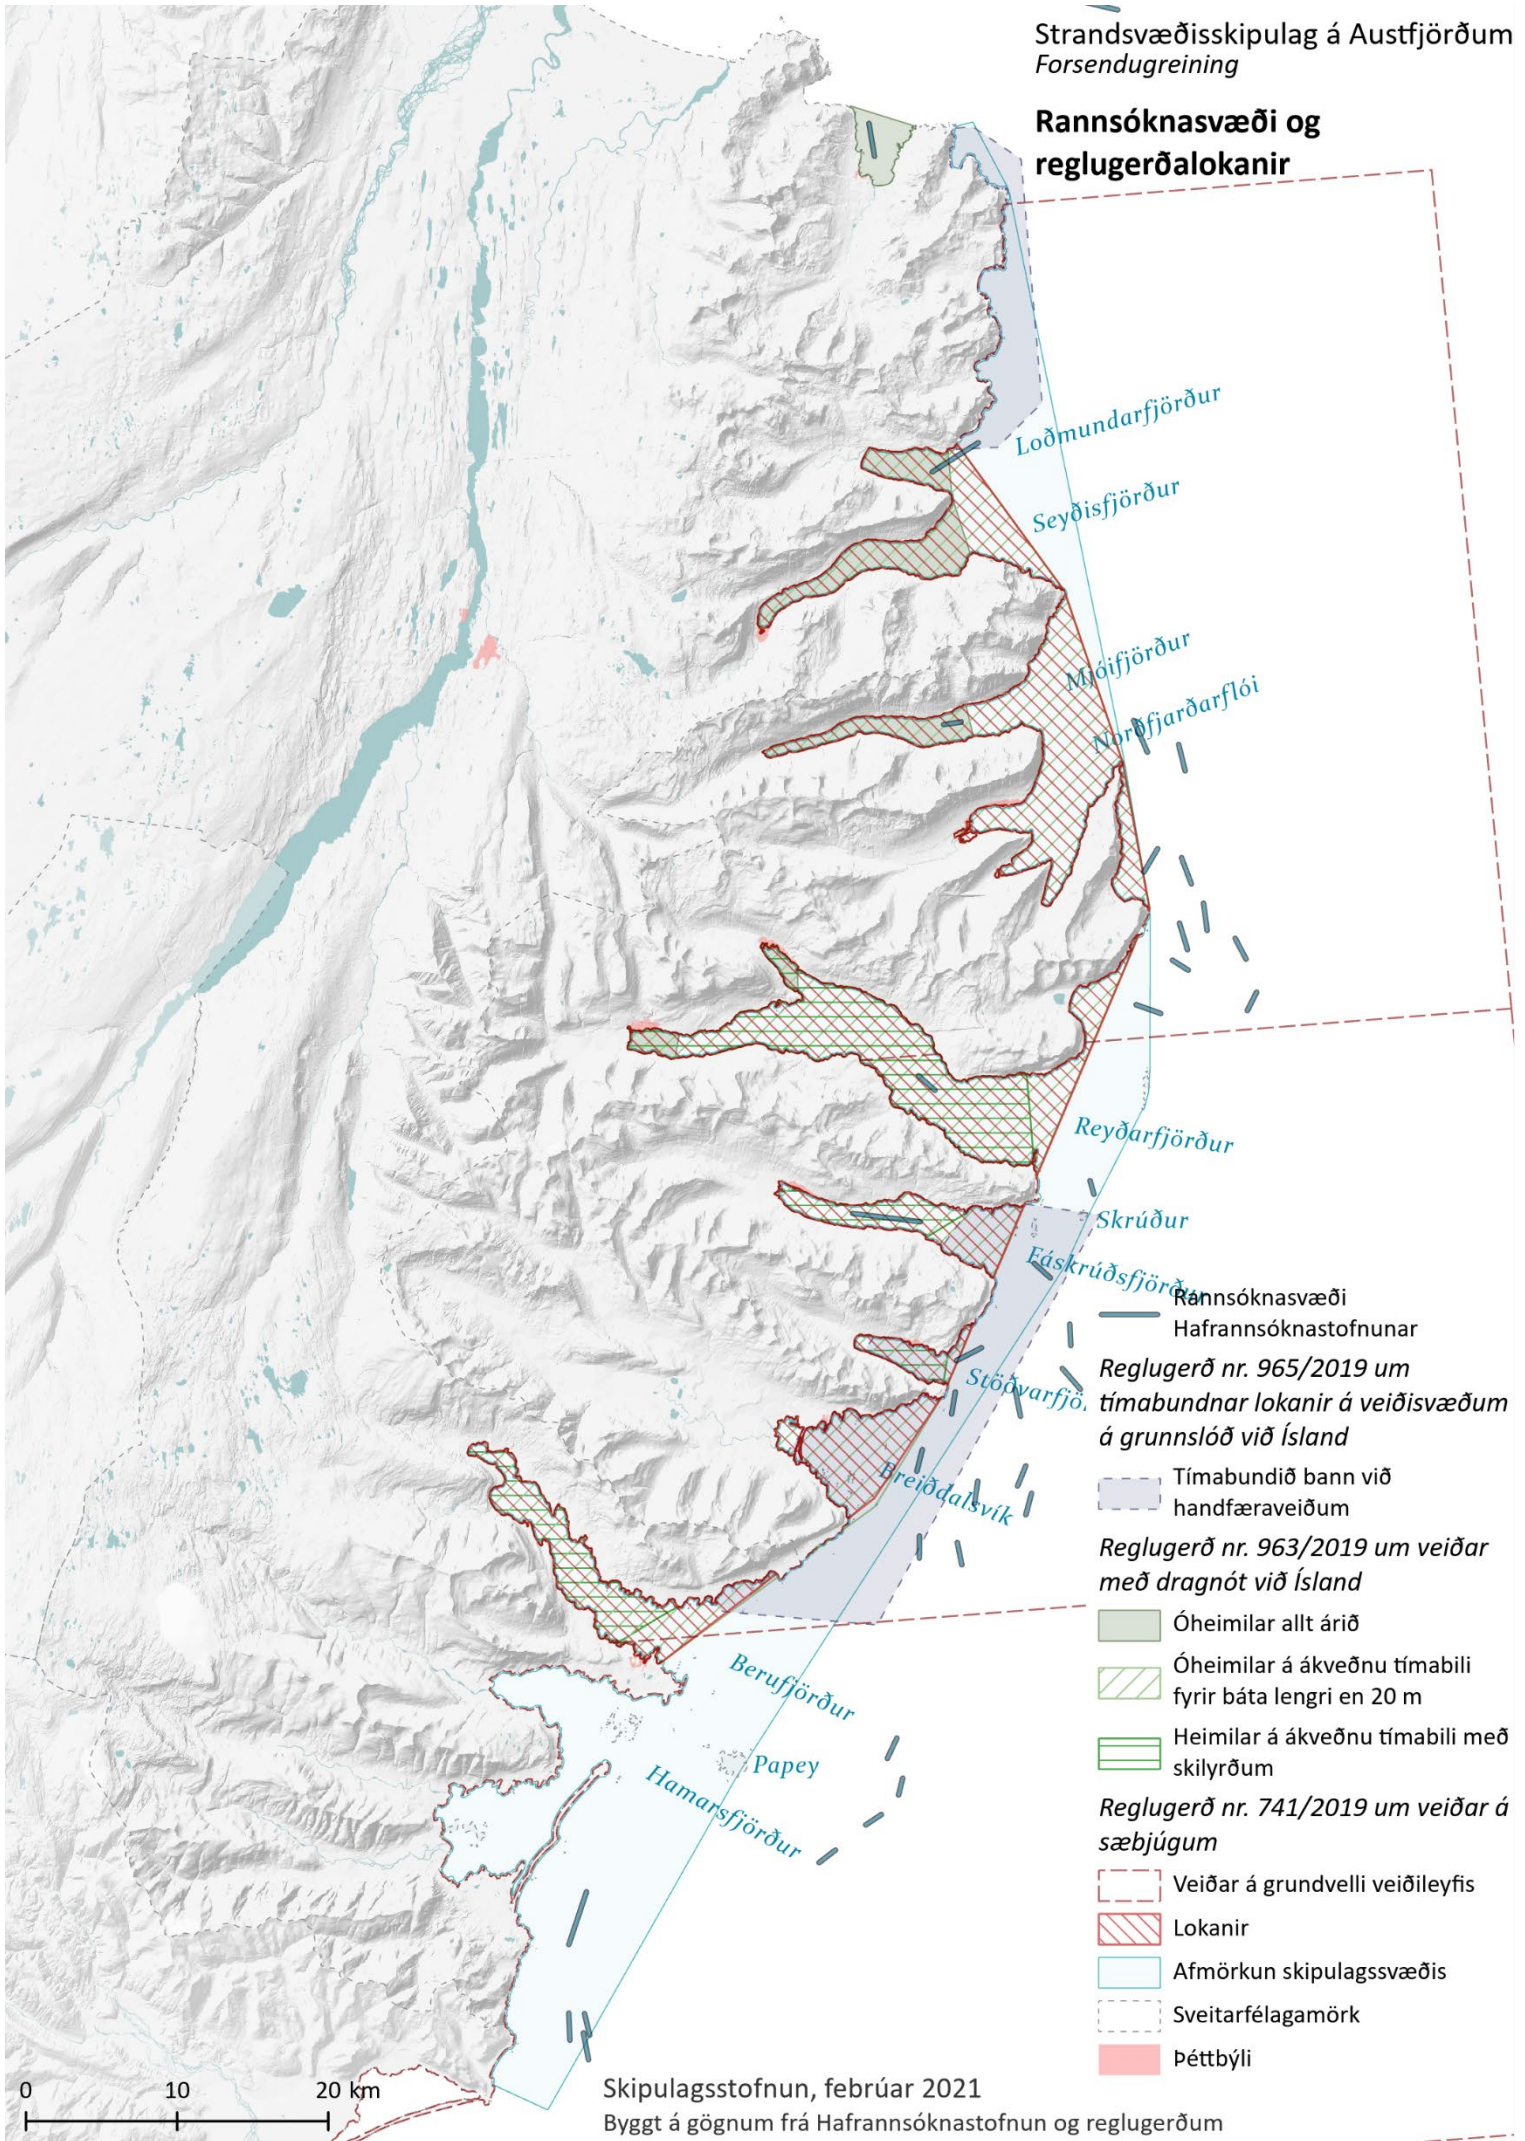 Strandsvæðisskipulag á Austfjörðum
Forsendugreining
Rannsóknasvæði og
reglugerðalokanir
Loðmundarfjörður
Seyðisfjörður
Mjóifjörður
Norðfjarðarflói
Reyðarfjörður
Skrúður
Fáskrúðsfjörður
Stöðvarfjö
Breiðdalsvík
Berufjörður
Papey
Hamarsfjörður
Rannsóknasvæði
Hafrannsóknastofnunar
Reglugerð nr. 965/2019 um
tímabundnar lokanir á veiðisvæðum
á grunnslóð við Ísland
Tímabundið bann við
handfæraveiðum
Reglugerð nr. 963/2019 um veiðar
með dragnót við Ísland
Óheimilar allt árið
Óheimilar á ákveðnu tímabili
fyrir báta lengri en 20 m
Heimilar á ákveðnu tímabili með
skilyrðum
Reglugerð nr. 741/2019 um veiðar á
sæbjúgum
Veiðar á grundvelli veiðileyfis
Lokanir
Afmörkun skipulagssvæðis
Sveitarfélagamörk
Þéttbýli
0 10 20 km
Skipulagsstofnun, febrúar 2021
Byggt á gögnum frá Hafrannsóknastofnun og reglugerðum